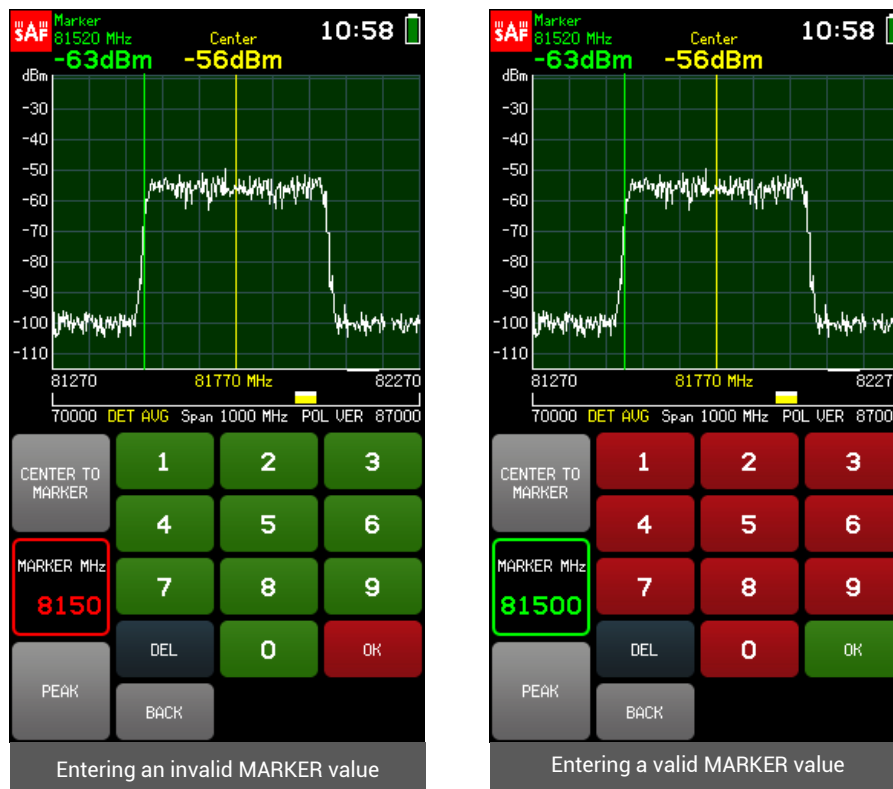 SAF
Marker
81520 MHz
-63dBm
Center
-56dBm
10:58
dBm
-30
-40
-50
-60
-70
-80
-90
-100
-110
81270 81770 MHz 82270
70000 DET AVG Span 1000 MHz POL VER 87000
CENTER TO
MARKER
1 2 3
4 5 6
MARKER MHz
8150
7 8 9
DEL 0 OK
PEAK
BACK
Entering an invalid MARKER value
SAF
Marker
81520 MHz
-63dBm
Center
-56dBm
10:58
dBm
-30
-40
-50
-60
-70
-80
-90
-100
-110
81270 81770 MHz 8227
70000 DET AVG Span 1000 MHz POL VER 8700
CENTER TO
MARKER
1 2 3
4 5 6
MARKER MHz
81500
7 8 9
DEL 0 OK
PEAK
BACK
Entering a valid MARKER value